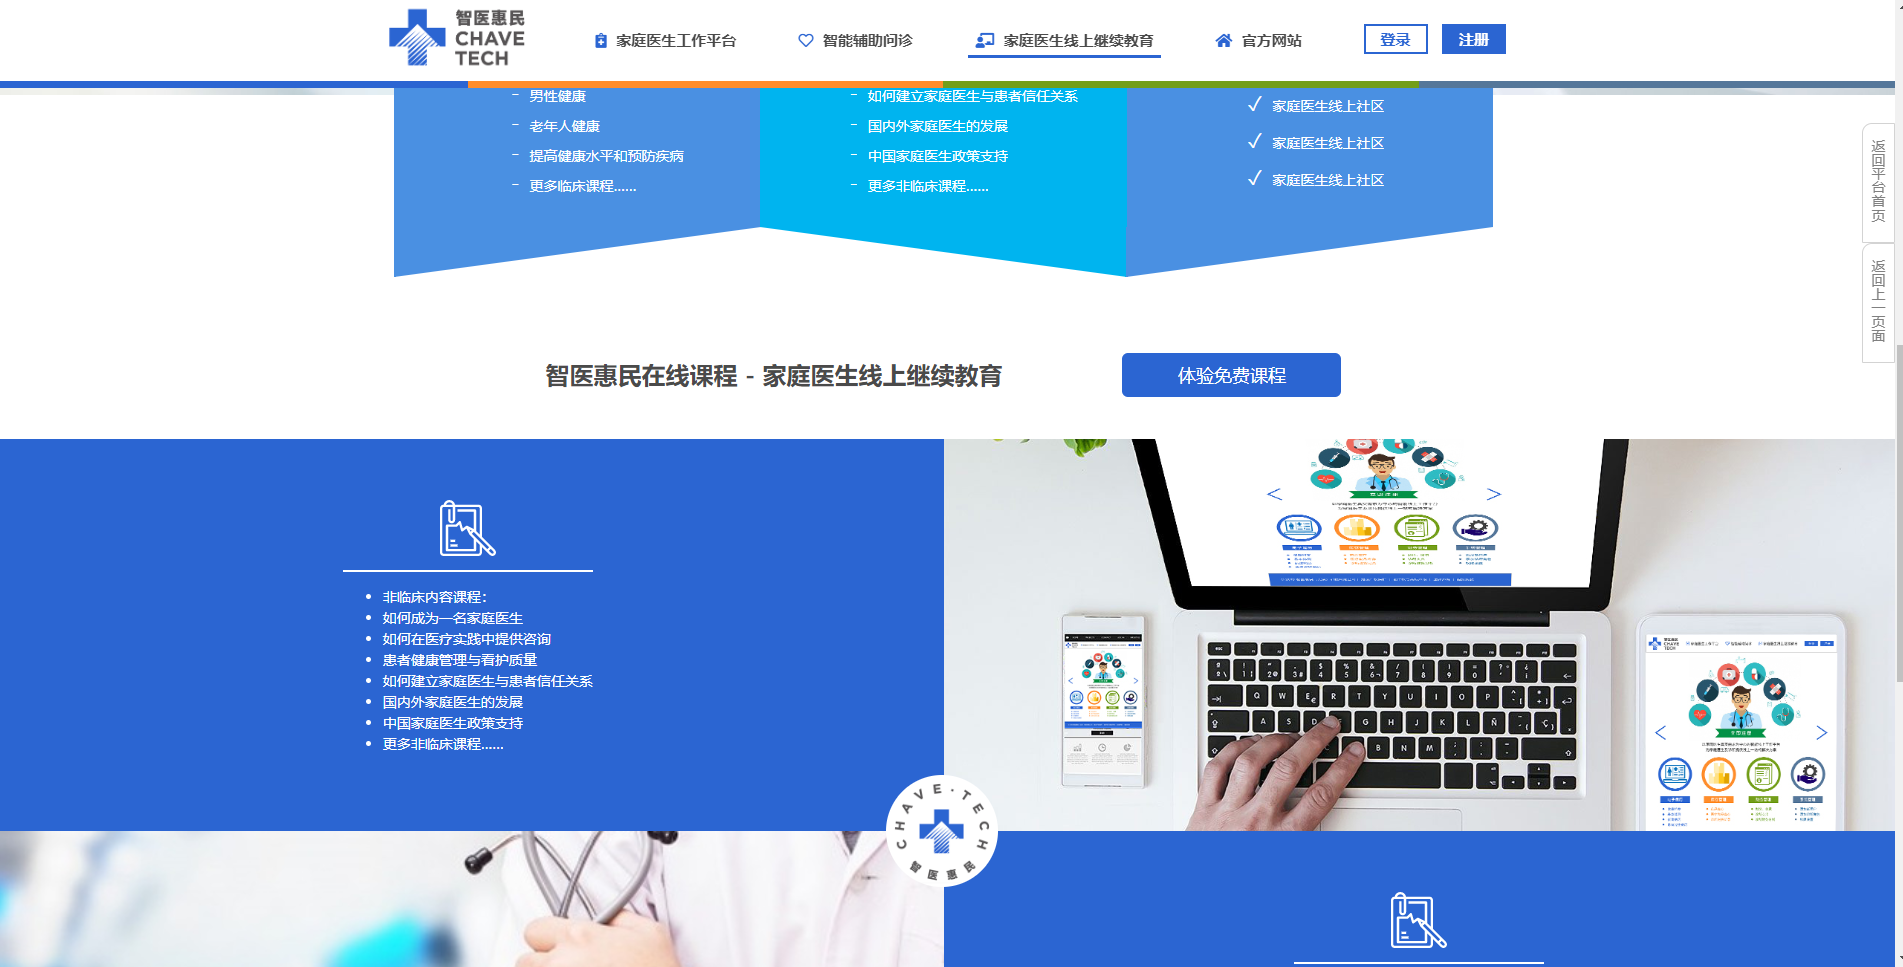 智医惠民
CHAVE
TECH
家庭医生工作平台
智能辅助问诊
家庭医生线上继续教育
官方网站
登录
注册
- 男性健康
- 老年人健康
- 提高健康水平和预防疾病
- 更多临床课程......
- 如何建立家庭医生与患者信任关系
- 国内外家庭医生的发展
- 中国家庭医生政策支持
- 更多非临床课程......
✓ 家庭医生线上社区
✓ 家庭医生线上社区
✓ 家庭医生线上社区
返回平台首页
返回上一页面
智医惠民在线课程 - 家庭医生线上继续教育
体验免费课程
• 非临床内容课程：
• 如何成为一名家庭医生
• 如何在医疗实践中提供咨询
• 患者健康管理与看护质量
• 如何建立家庭医生与患者信任关系
• 国内外家庭医生的发展
• 中国家庭医生政策支持
• 更多非临床课程......
CHAVE·TECH
智医惠民